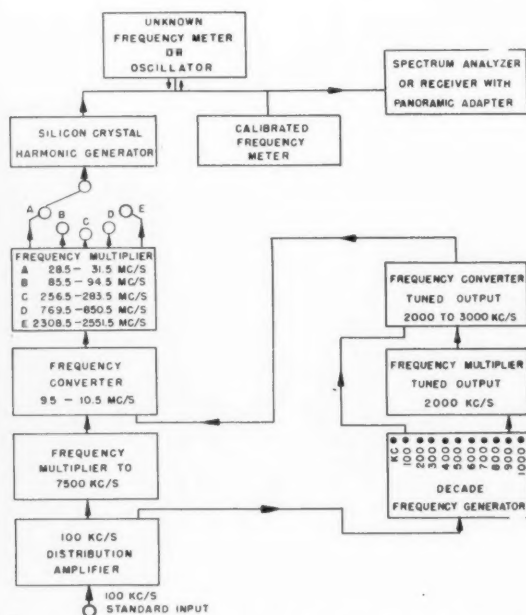 UNKNOWN
FREQUENCY METER
OR
OSCILLATOR
SPECTRUM ANALYZER
OR RECEIVER WITH
PANORAMIC ADAPTER
SILICON CRYSTAL
HARMONIC GENERATOR
CALIBRATED
FREQUENCY
METER
A
B
C
D
E
FREQUENCY MULTIPLIER
A 28.5 - 31.5 MC/S
B 85.5 - 94.5 MC/S
C 256.5 - 283.5 MC/S
D 769.5 - 850.5 MC/S
E 2308.5 - 2551.5 MC/S
FREQUENCY CONVERTER
TUNED OUTPUT
2000 TO 3000 KC/S
FREQUENCY
CONVERTER
9.5 - 10.5 MC/S
FREQUENCY MULTIPLIER
TUNED OUTPUT
2000 KC/S
FREQUENCY
MULTIPLIER TO
7500 KC/S
KC
100
200
300
400
500
600
700
800
900
1000
DECADE
FREQUENCY GENERATOR
100 KC/S
DISTRIBUTION
AMPLIFIER
100 KC/S
STANDARD INPUT